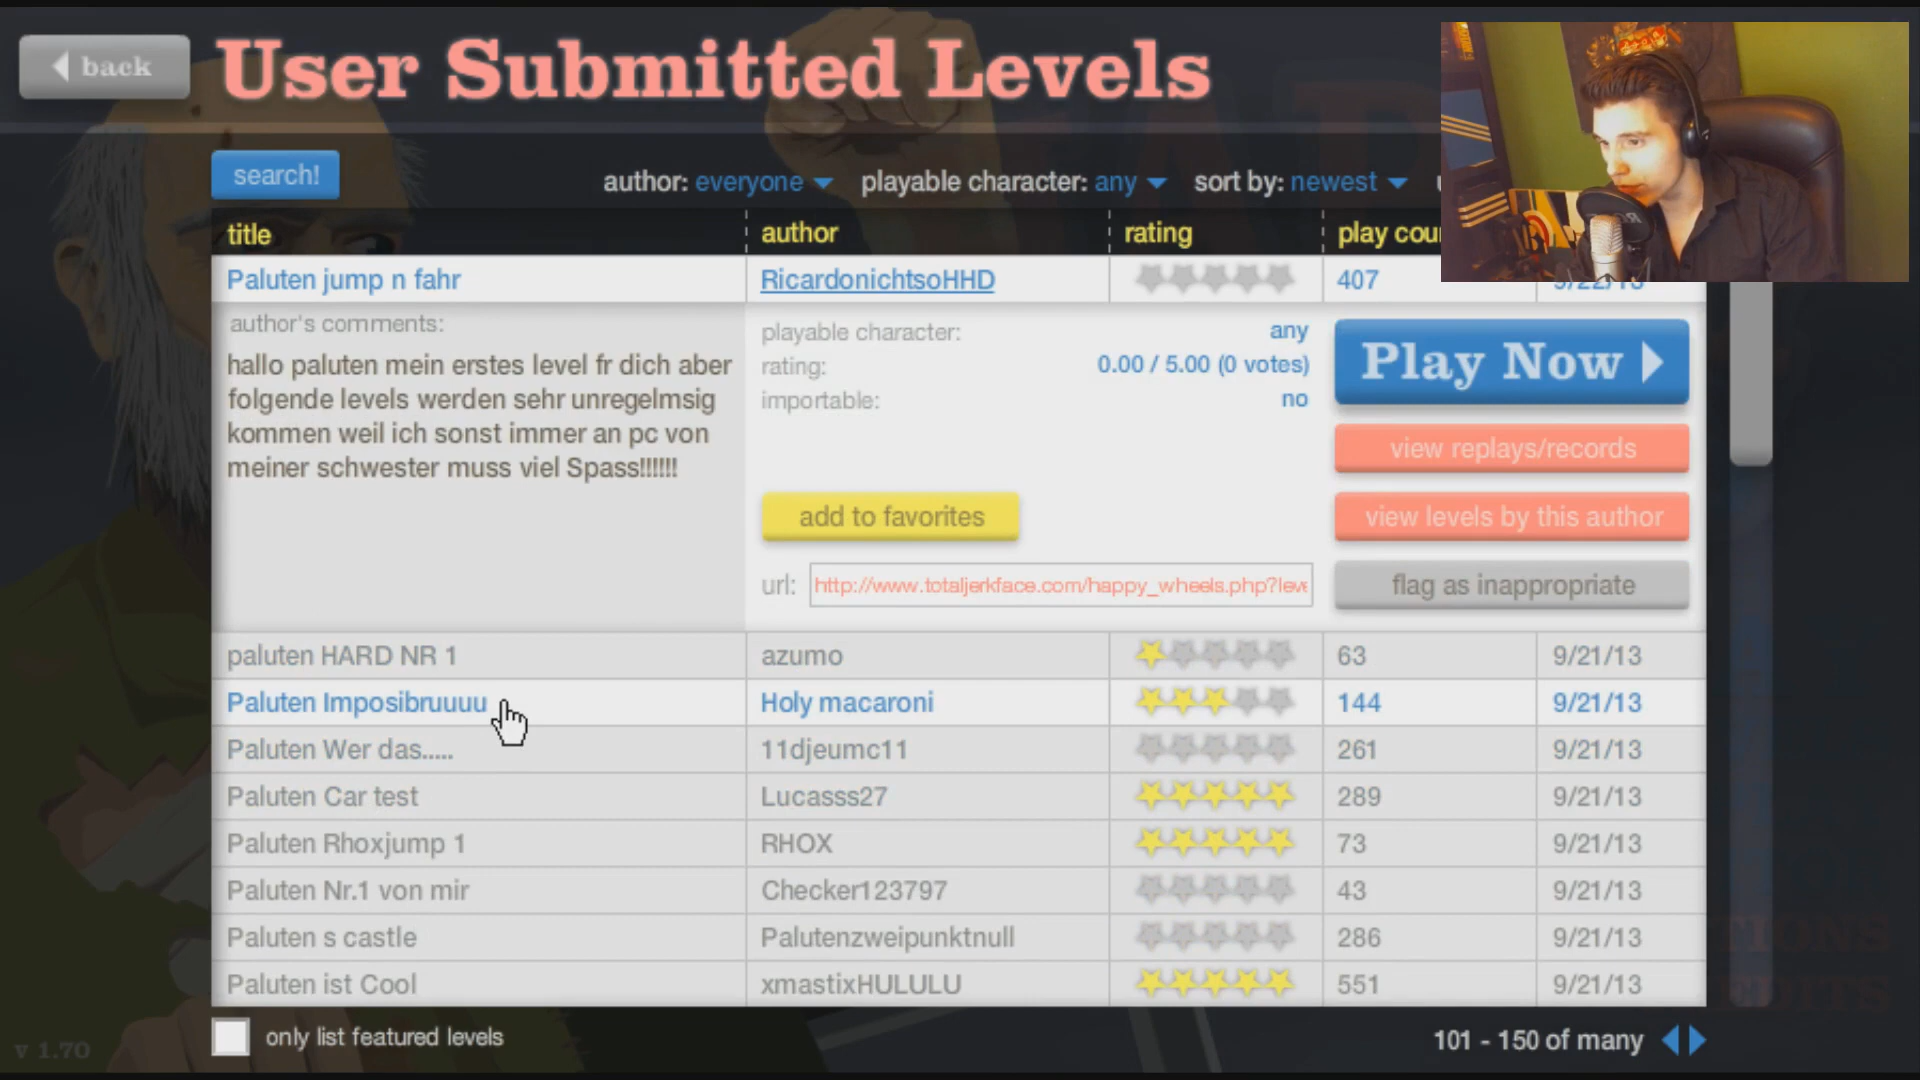 back
User Submitted Levels
search!
author: everyone
playable character: any
sort by: newest
title
author
rating
Paluten jump n fahr
RicardonichtsoHHD
407
author's comments:
hallo paluten mein erstes level fr dich aber
folgende levels werden sehr unregelmsig
kommen weil ich sonst immer an pc von
meiner schwester muss viel Spass!!!!!!
playable character: any
rating: 0.00 / 5.00 (0 votes)
importable: no
add to favorites
url: http://www.totaljerkface.com/happy_wheels.php?leve
Play Now
view replays/records
view levels by this author
flag as inappropriate
paluten HARD NR 1 azumo 63 9/21/13
Paluten Imposibruuuu Holy macaroni 144 9/21/13
Paluten Wer das..... 11djeumc11 261 9/21/13
Paluten Car test Lucasss27 289 9/21/13
Paluten Rhoxjump 1 RHOX 73 9/21/13
Paluten Nr.1 von mir Checker123797 43 9/21/13
Paluten s castle Palutenzweipunktnull 286 9/21/13
Paluten ist Cool xmastixHULULU 551 9/21/13
only list featured levels
101 - 150 of many
v 1.70